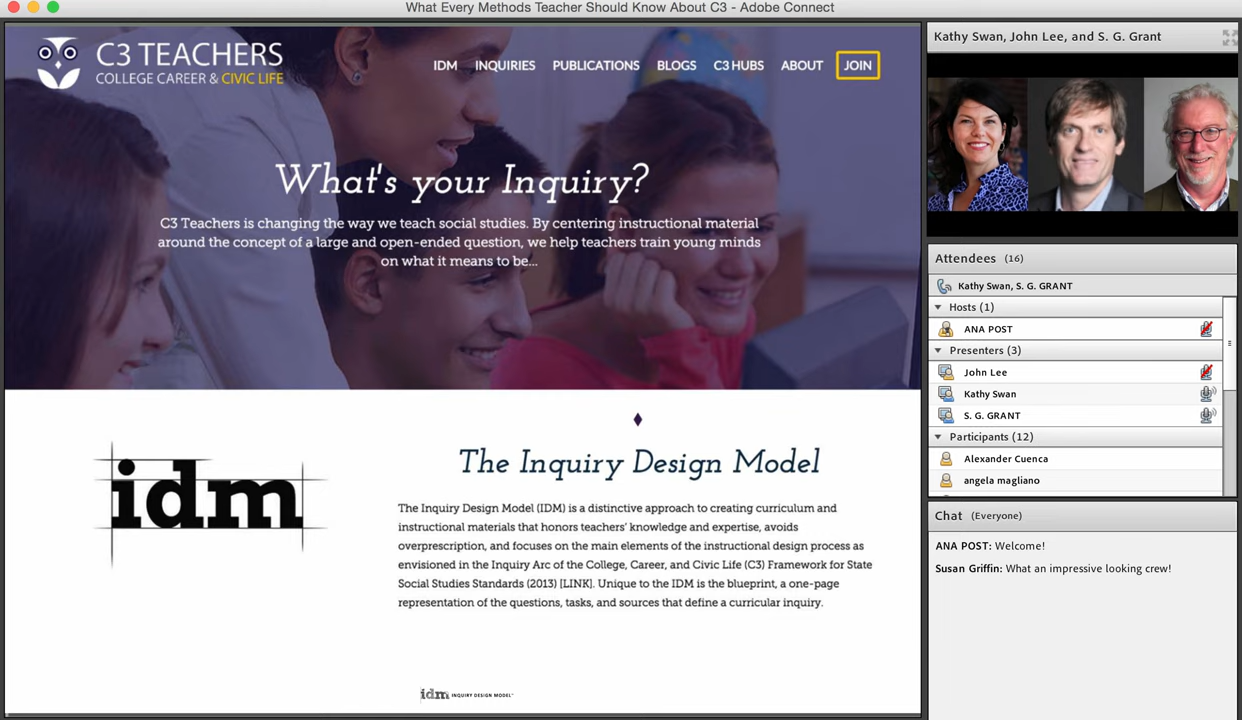 What Every Methods Teacher Should Know About C3 - Adobe Connect
C3 TEACHERS
COLLEGE CAREER & CIVIC LIFE
IDM INQUIRIES PUBLICATIONS BLOGS C3 HUBS ABOUT JOIN
What's your Inquiry?
C3 Teachers is changing the way we teach social studies. By centering instructional material
around the concept of a large and open-ended question, we help teachers train young minds
on what it means to be...
idm
The Inquiry Design Model
The Inquiry Design Model (IDM) is a distinctive approach to creating curriculum and
instructional materials that honors teachers' knowledge and expertise, avoids
overprescription, and focuses on the main elements of the instructional design process as
envisioned in the Inquiry Arc of the College, Career, and Civic Life (C3) Framework for State
Social Studies Standards (2013) [LINK]. Unique to the IDM is the blueprint, a one-page
representation of the questions, tasks, and sources that define a curricular inquiry.
idm INQUIRY DESIGN MODEL™
Kathy Swan, John Lee, and S. G. Grant
Attendees (16)
Kathy Swan, S. G. GRANT
Hosts (1)
ANA POST
Presenters (3)
John Lee
Kathy Swan
S. G. GRANT
Participants (12)
Alexander Cuenca
angela magliano
Chat (Everyone)
ANA POST: Welcome!
Susan Griffin: What an impressive looking crew!